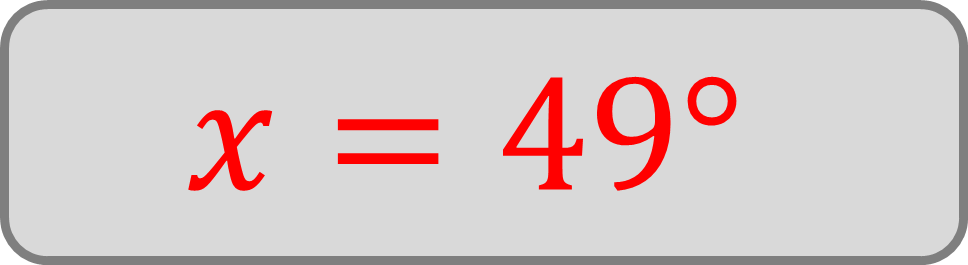 x = 49°